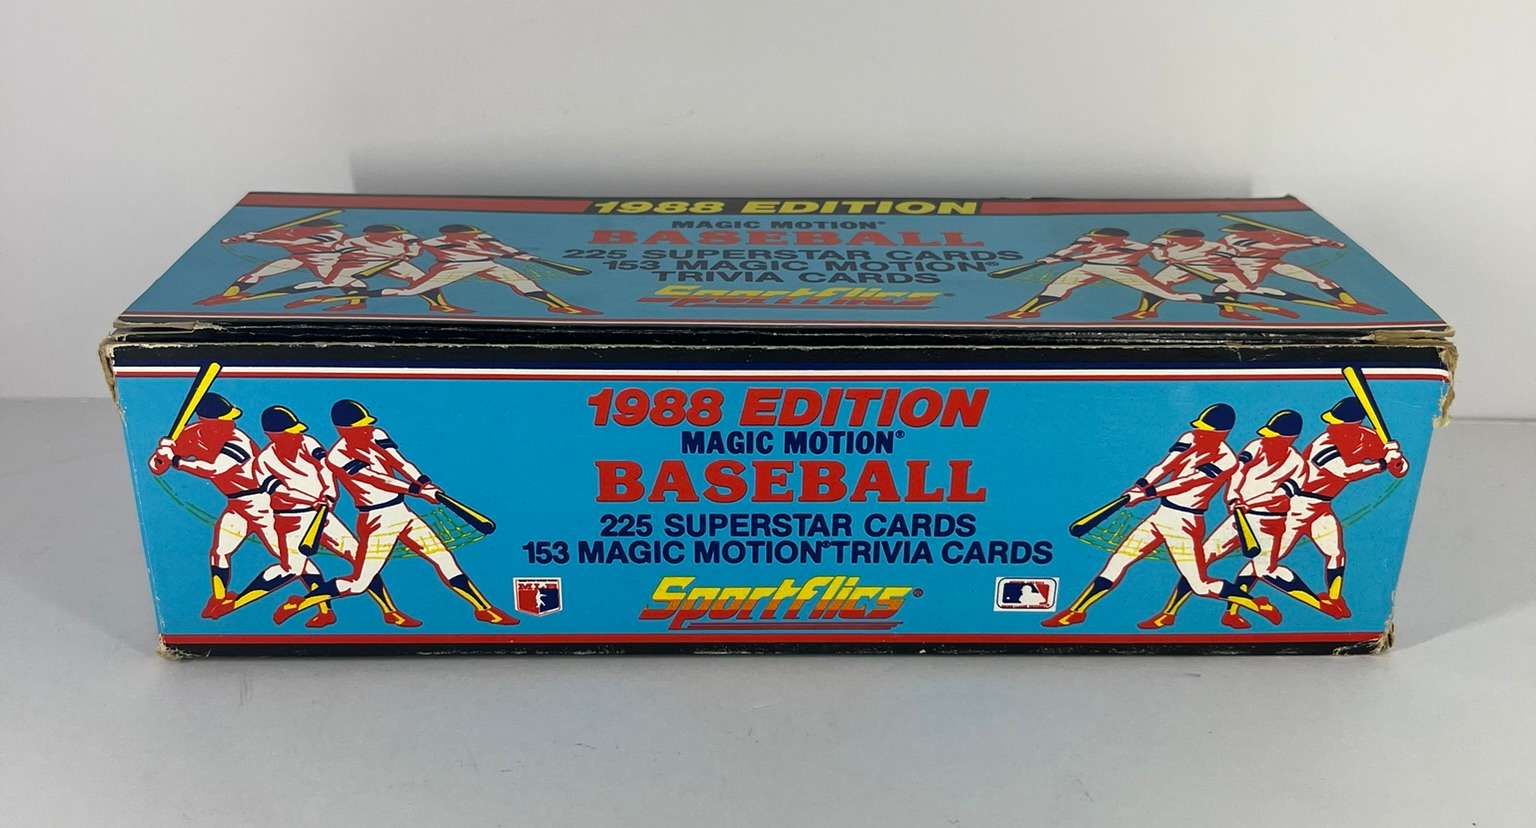 1988 EDITION
MAGIC MOTION®
BASEBALL
225 SUPERSTAR CARDS
153 MAGIC MOTION®
TRIVIA CARDS
Sportflics®
1988 EDITION
MAGIC MOTION®
BASEBALL
225 SUPERSTAR CARDS
153 MAGIC MOTION® TRIVIA CARDS
Sportflics®